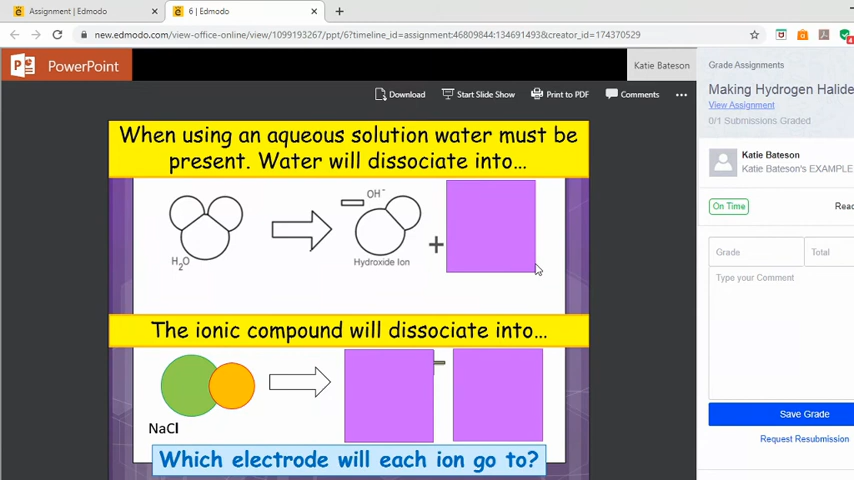 Assignment | Edmodo
6 | Edmodo
new.edmodo.com/view-office-online/view/1099193267/ppt/6?timeline_id=assignment:46809844:134691493&creator_id=174370529
PowerPoint
Katie Bateson
Download
Start Slide Show
Print to PDF
Comments
When using an aqueous solution water must be
present. Water will dissociate into...
H2O
OH-
Hydroxide Ion
+
The ionic compound will dissociate into...
NaCl
Which electrode will each ion go to?
Grade Assignments
Making Hydrogen Halide
View Assignment
0/1 Submissions Graded
Katie Bateson
Katie Bateson's EXAMPLE
On Time
Grade
Total
Type your Comment
Save Grade
Request Resubmission